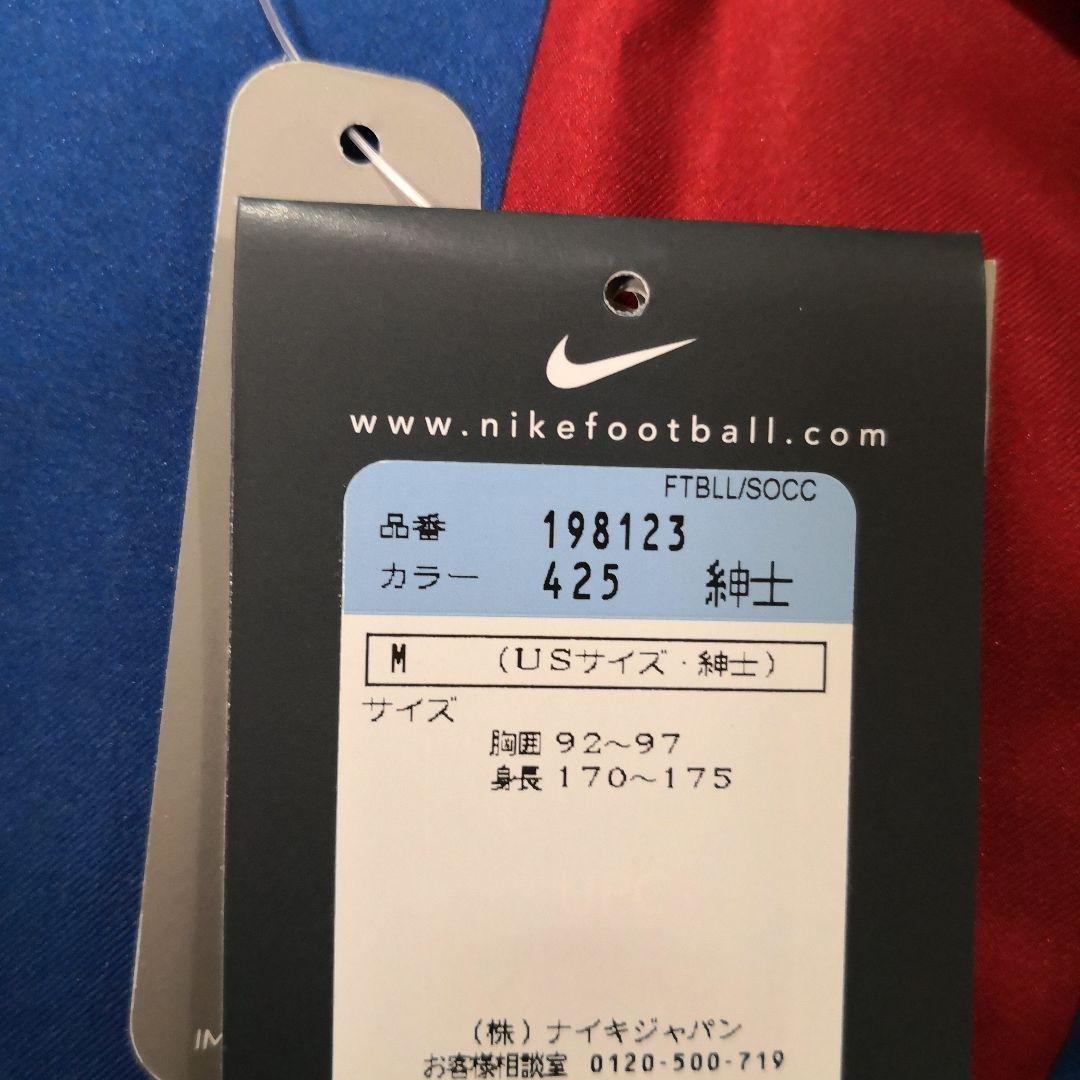 www.nikefootball.com
FTBLL/SOCC
品番 198123
カラー 425 紳士
M (USサイズ・紳士)
サイズ
胸囲 92~97
身長 170~175
(株)ナイキジャパン
お客様相談室 0120-500-719
IM